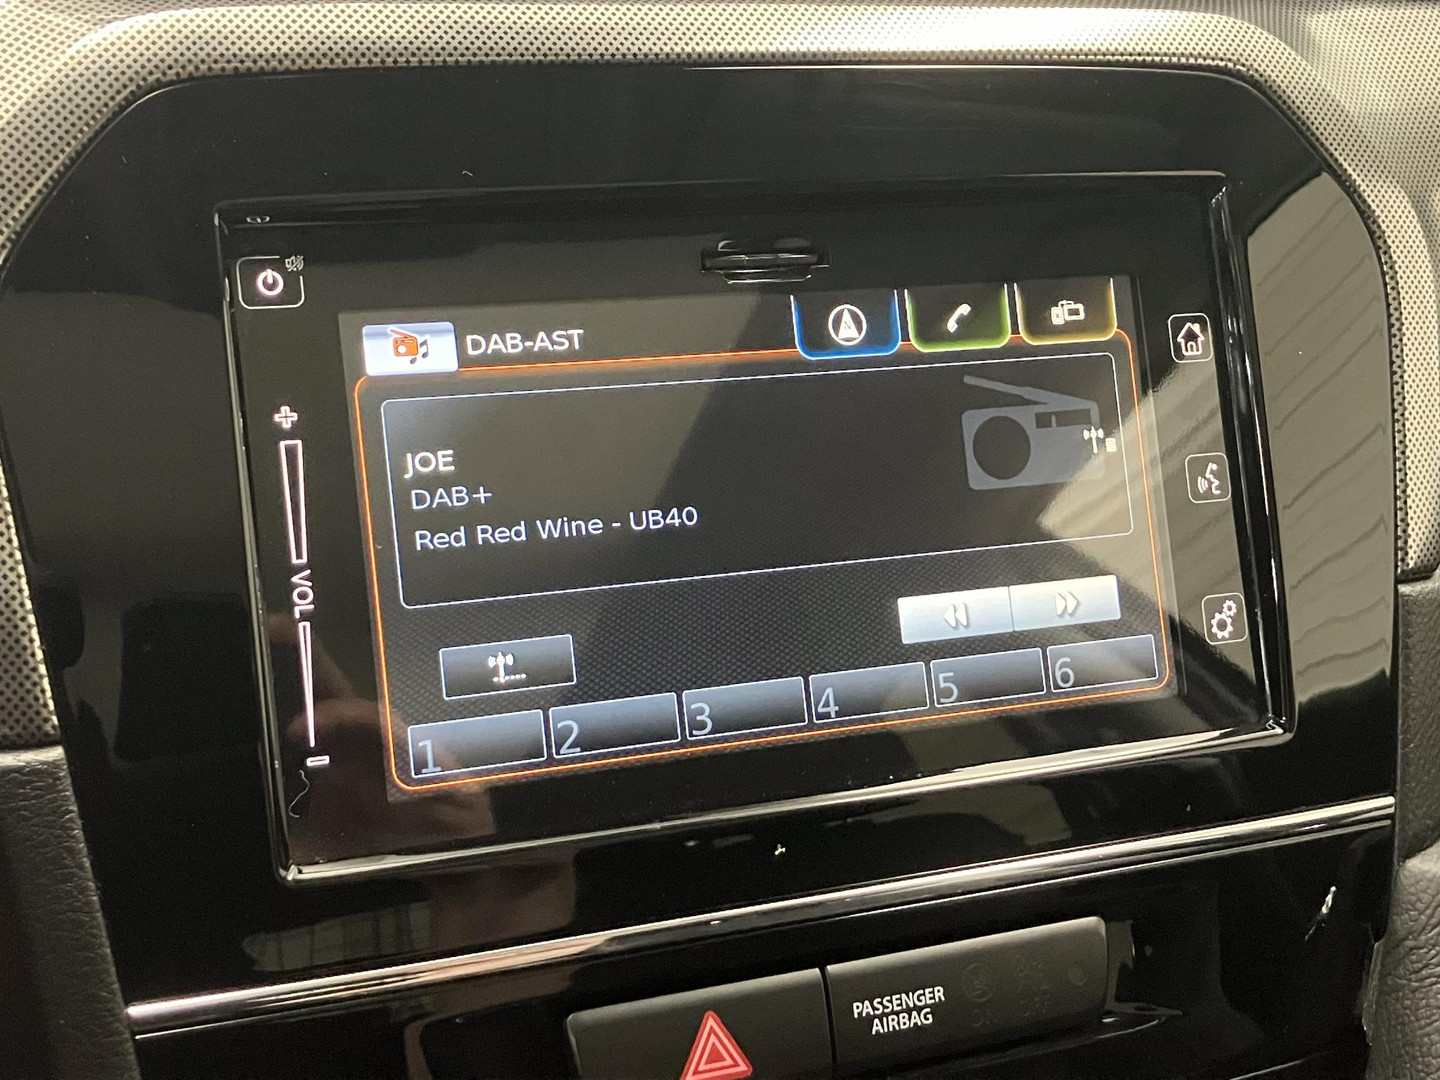 DAB-AST
JOE
DAB+
Red Red Wine - UB40
VOL
1 2 3 4 5 6
PASSENGER
AIRBAG